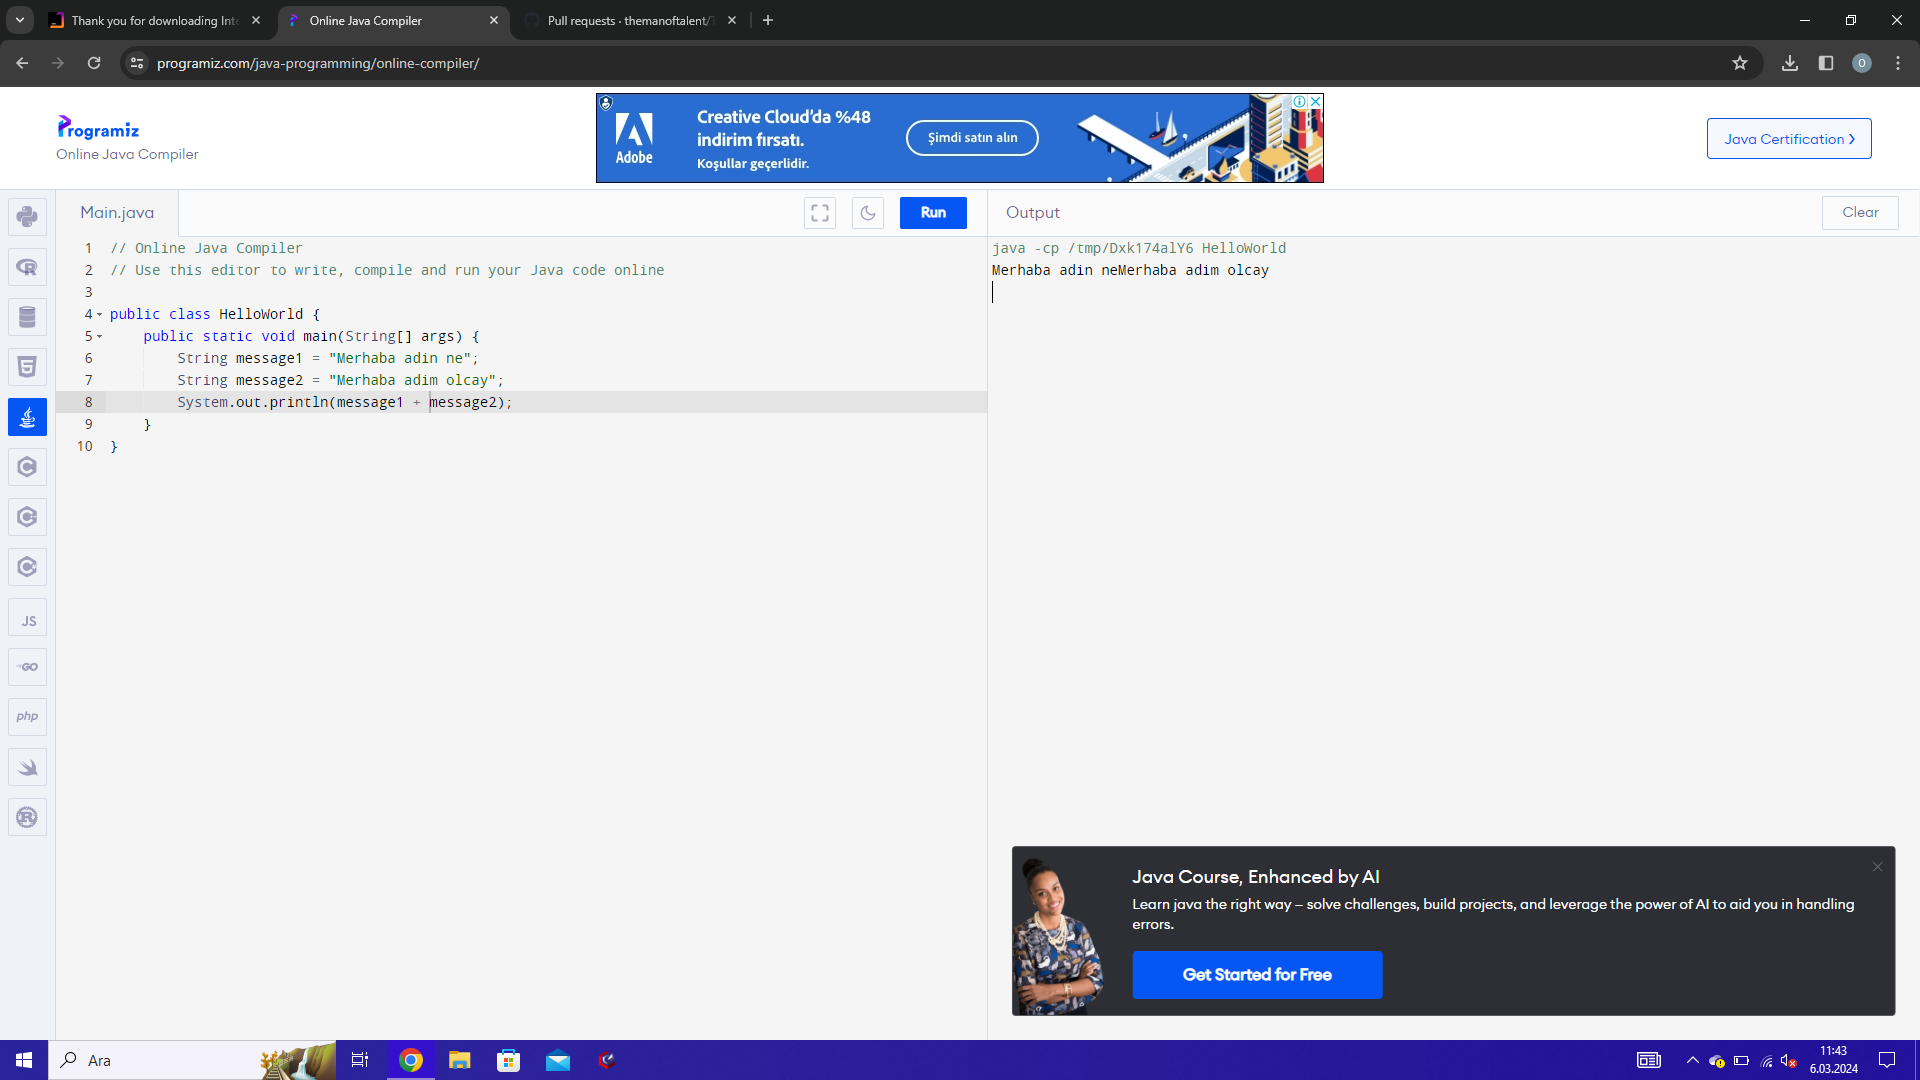 Thank you for downloading Inte
Online Java Compiler
Pull requests · themanoftalent/
programiz.com/java-programming/online-compiler/
O
Programiz
Online Java Compiler
Adobe
Creative Cloud'da %48
indirim fırsatı.
Koşullar geçerlidir.
Şimdi satın alın
Java Certification
Main.java
Run
Output
Clear
1 // Online Java Compiler
2 // Use this editor to write, compile and run your Java code online
3
4 public class HelloWorld {
5 public static void main(String[] args) {
6 String message1 = "Merhaba adin ne";
7 String message2 = "Merhaba adim olcay";
8 System.out.println(message1 + message2);
9 }
10 }
java -cp /tmp/Dxk174alY6 HelloWorld
Merhaba adin neMerhaba adim olcay
JS
GO
php
Java Course, Enhanced by AI
Learn java the right way – solve challenges, build projects, and leverage the power of AI to aid you in handling
errors.
Get Started for Free
Ara
11:43
6.03.2024